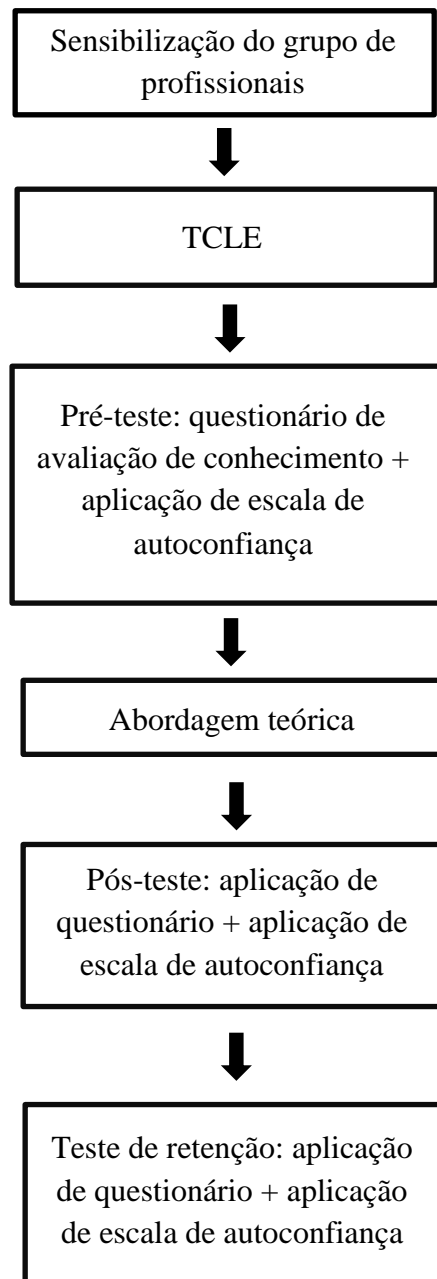 Sensibilização do grupo de
profissionais
TCLE
Pré-teste: questionário de
avaliação de conhecimento +
aplicação de escala de
autoconfiança
Abordagem teórica
Pós-teste: aplicação de
questionário + aplicação de
escala de autoconfiança
Teste de retenção: aplicação
de questionário + aplicação
de escala de autoconfiança